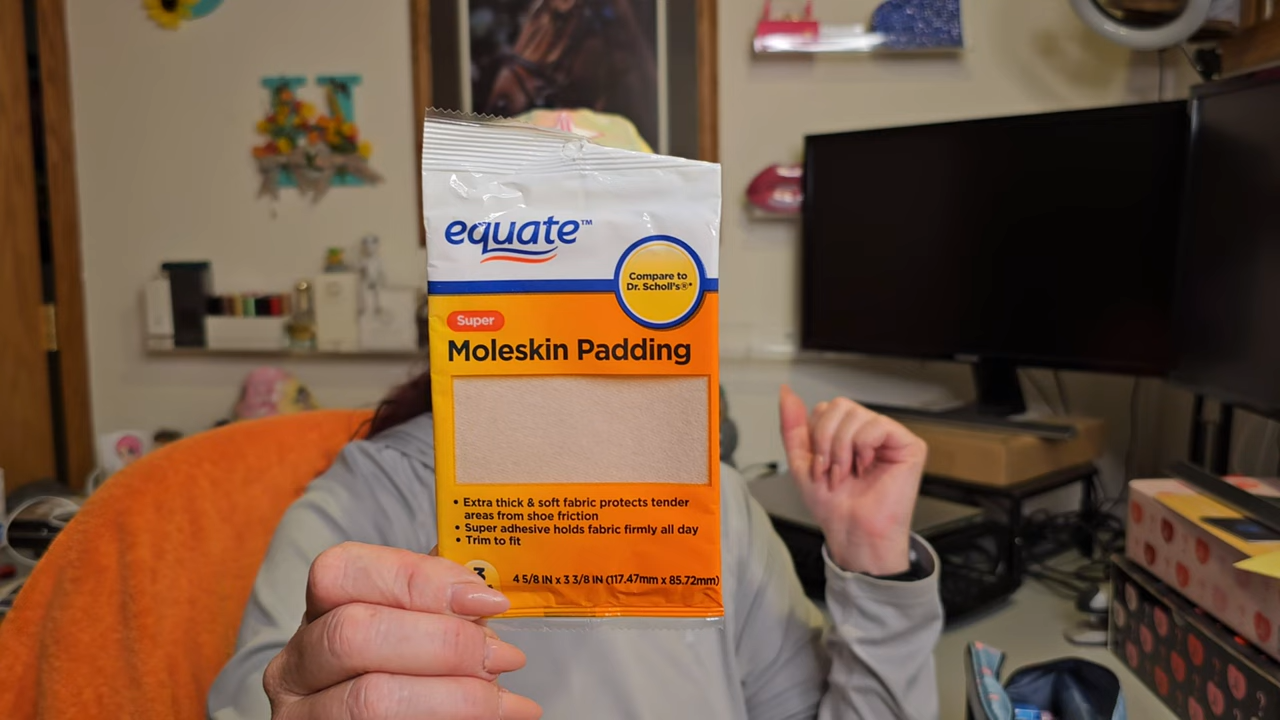 equate™
Compare to
Dr. Scholl's®*
Super
Moleskin Padding
• Extra thick & soft fabric protects tender
areas from shoe friction
• Super adhesive holds fabric firmly all day
• Trim to fit
3
4 5/8 IN x 3 3/8 IN (117.47mm x 85.72mm)